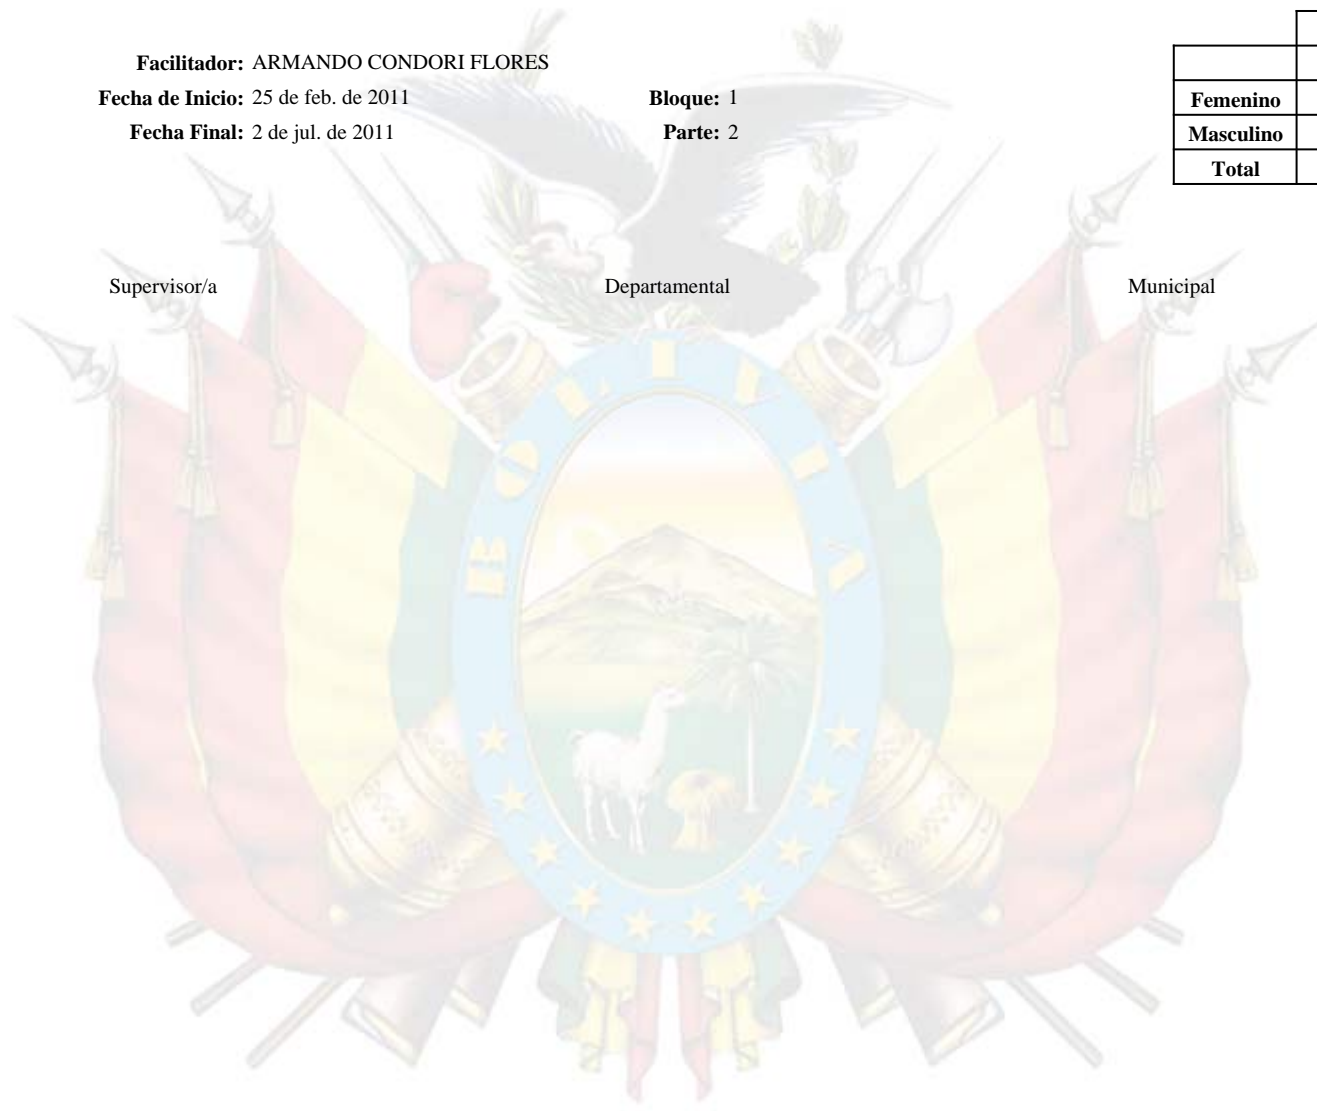 Facilitador: ARMANDO CONDORI FLORES
Fecha de Inicio: 25 de feb. de 2011 Bloque: 1
Femenino
Fecha Final: 2 de jul. de 2011 Parte: 2
Masculino
Total
Supervisor/a Departamental Municipal
BOLIVIA